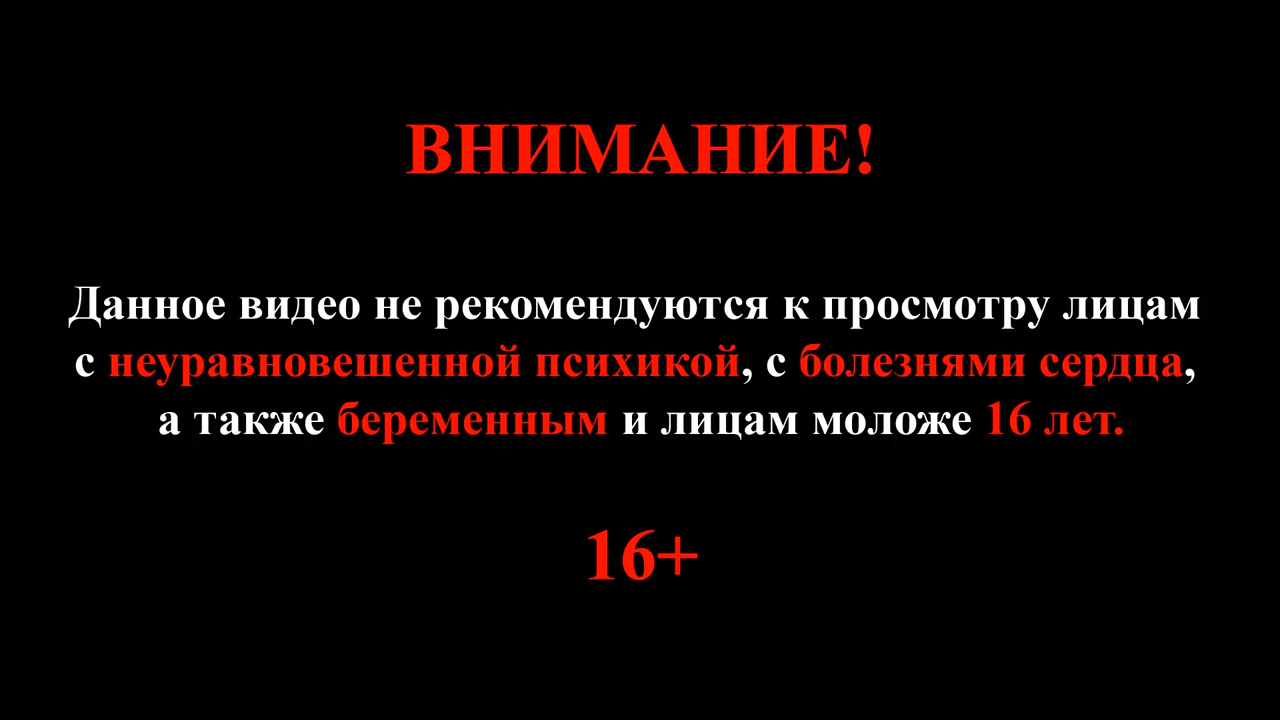 ВНИМАНИЕ!
Данное видео не рекомендуются к просмотру лицам
с неуравновешенной психикой, с болезнями сердца,
а также беременным и лицам моложе 16 лет.
16+